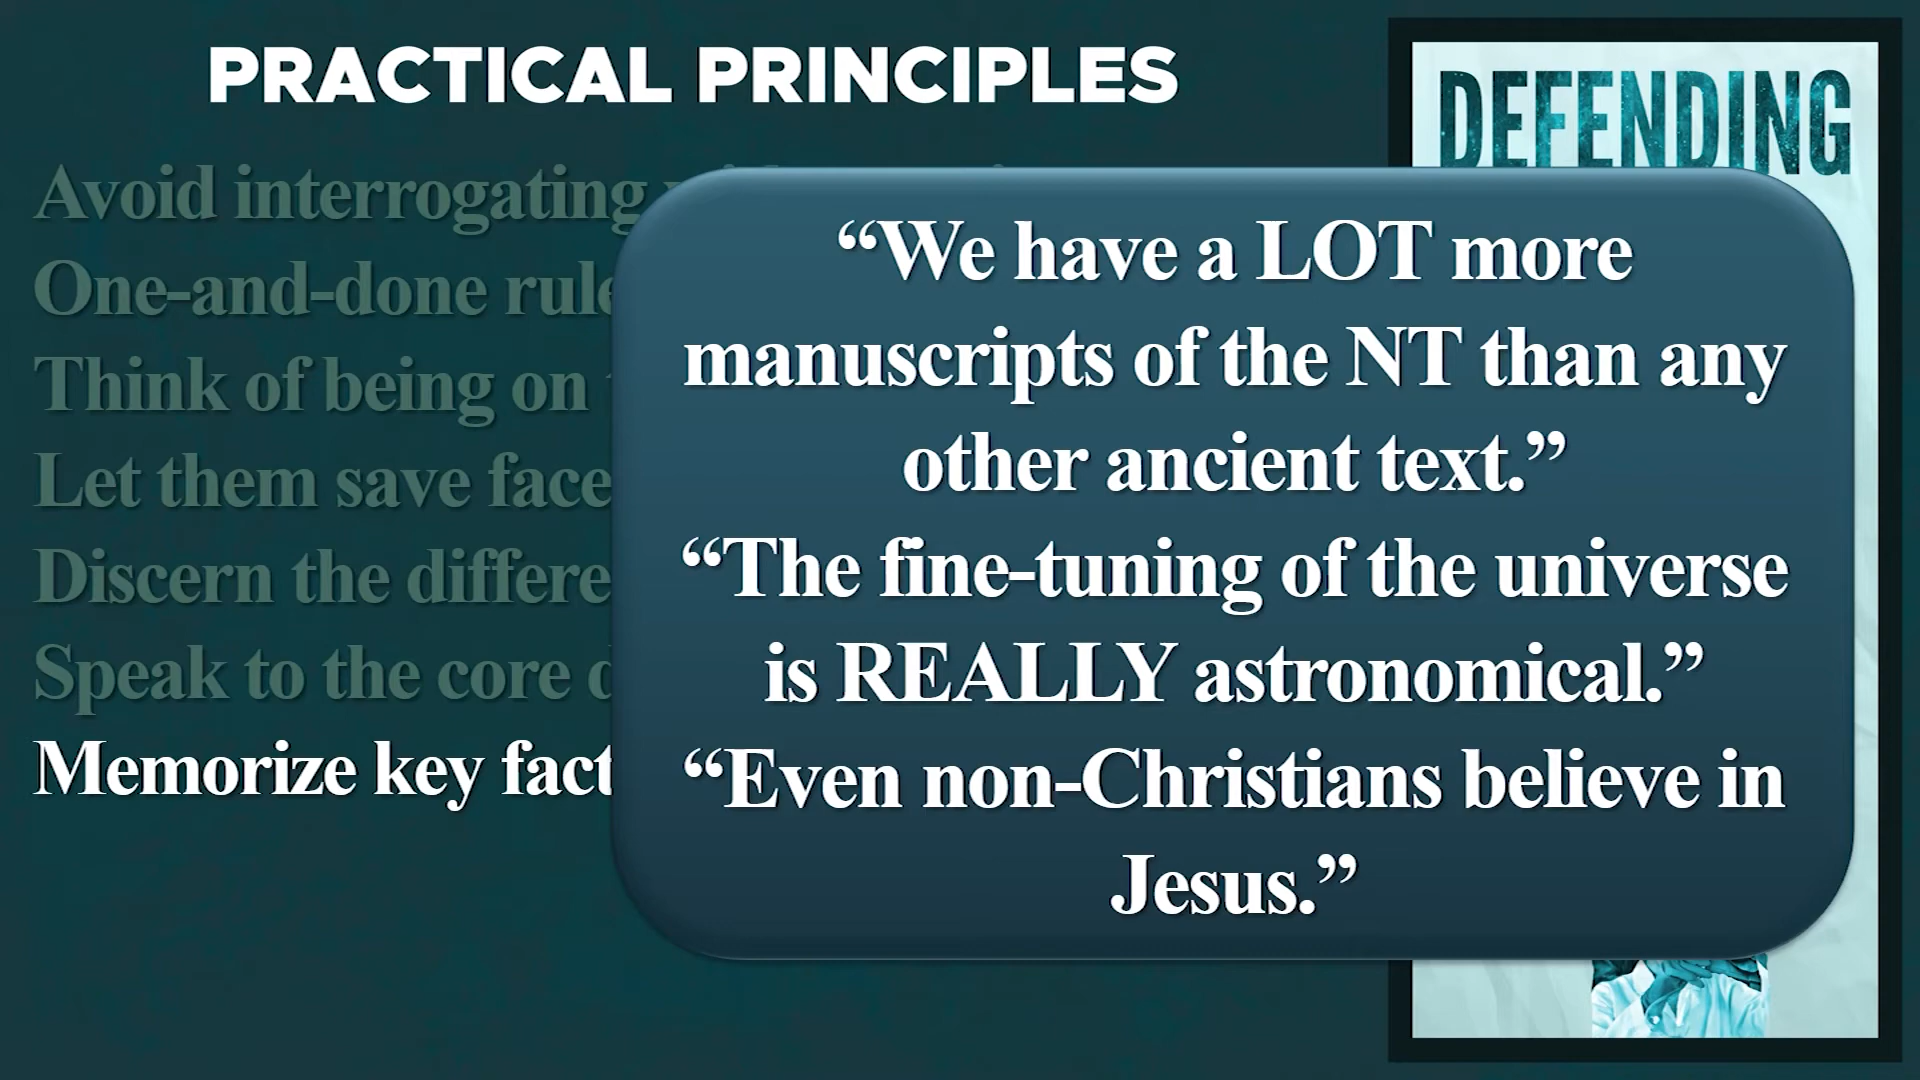 PRACTICAL PRINCIPLES
DEFENDING
Avoid interrogating
One-and-done rule
Think of being on
Let them save face
Discern the
Speak to the core
Memorize key
“We have a LOT more
manuscripts of the NT than any
other ancient text.”
“The fine-tuning of the universe
is REALLY astronomical.”
“Even non-Christians believe in
Jesus.”